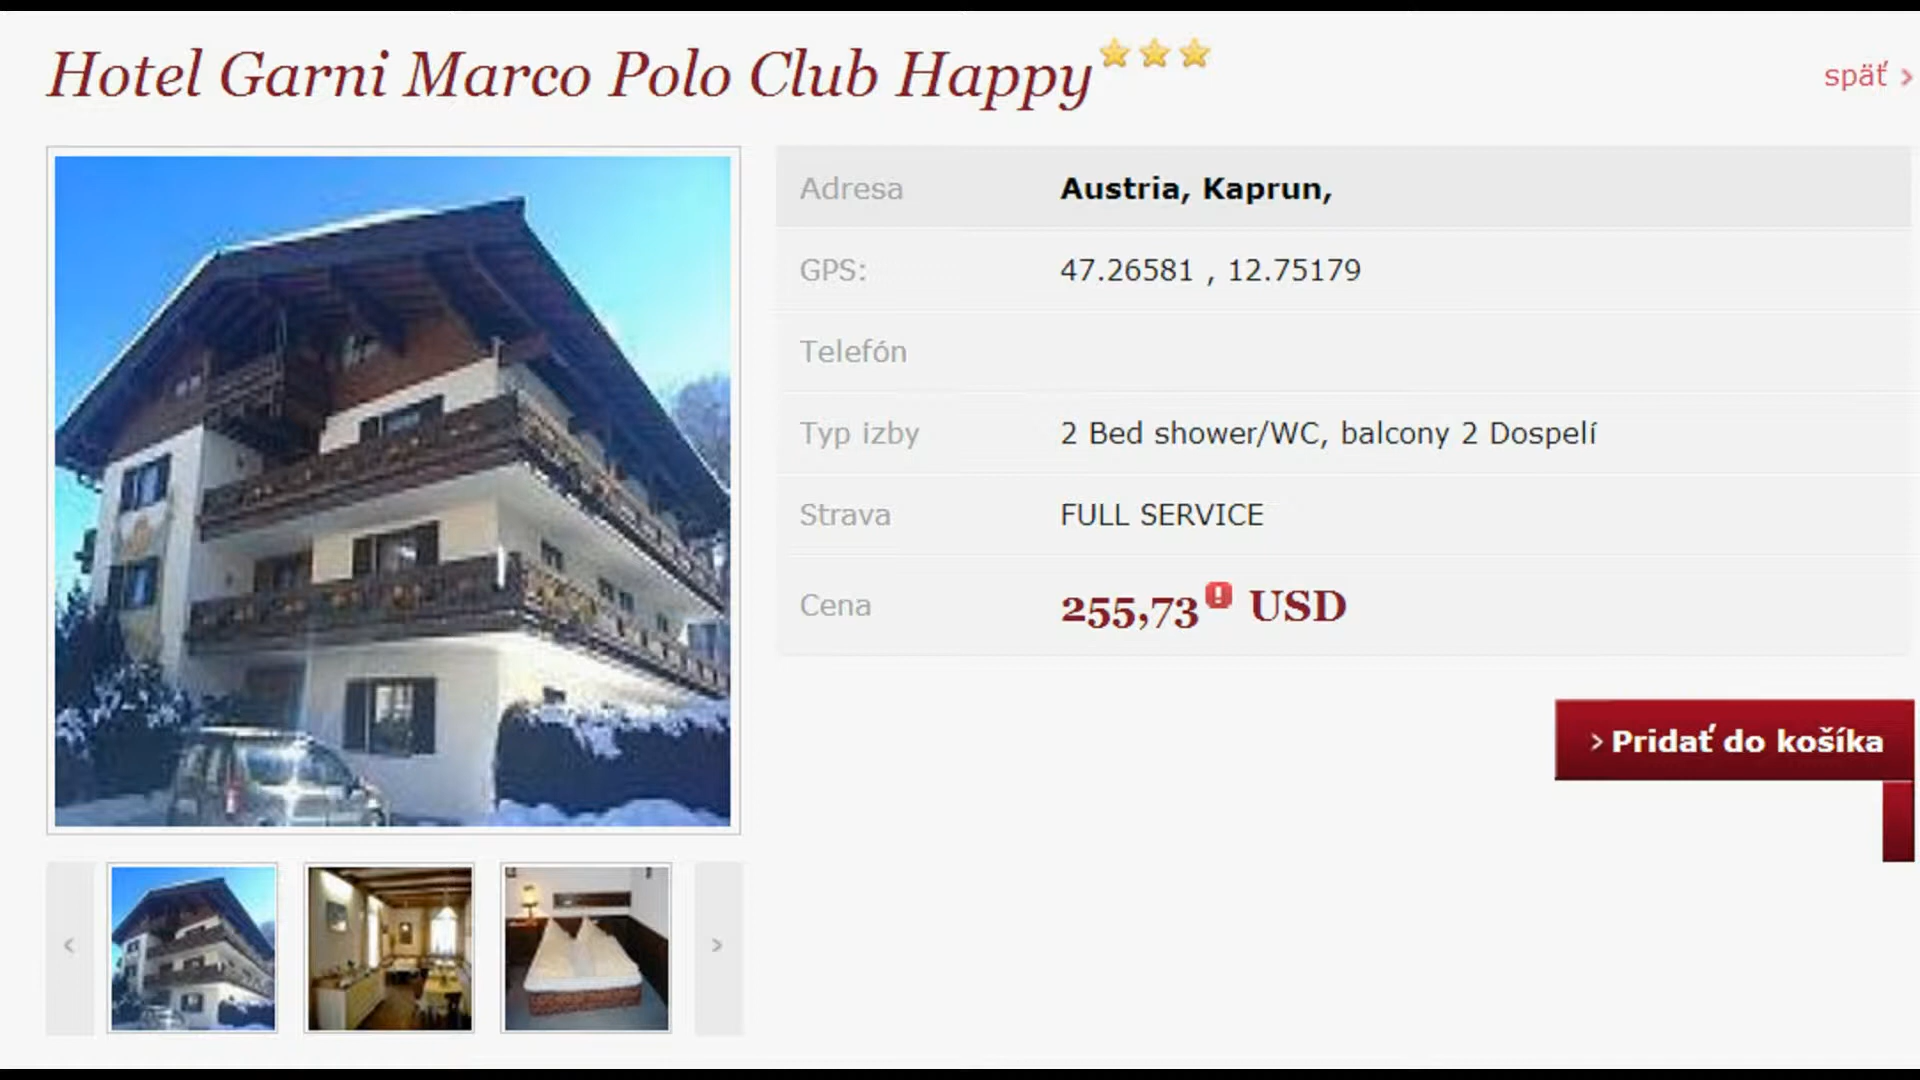 Hotel Garni Marco Polo Club Happy
späť ›
Adresa Austria, Kaprun,
GPS: 47.26581 , 12.75179
Telefón
Typ izby 2 Bed shower/WC, balcony 2 Dospelí
Strava FULL SERVICE
Cena 255,73 ! USD
› Pridať do košíka